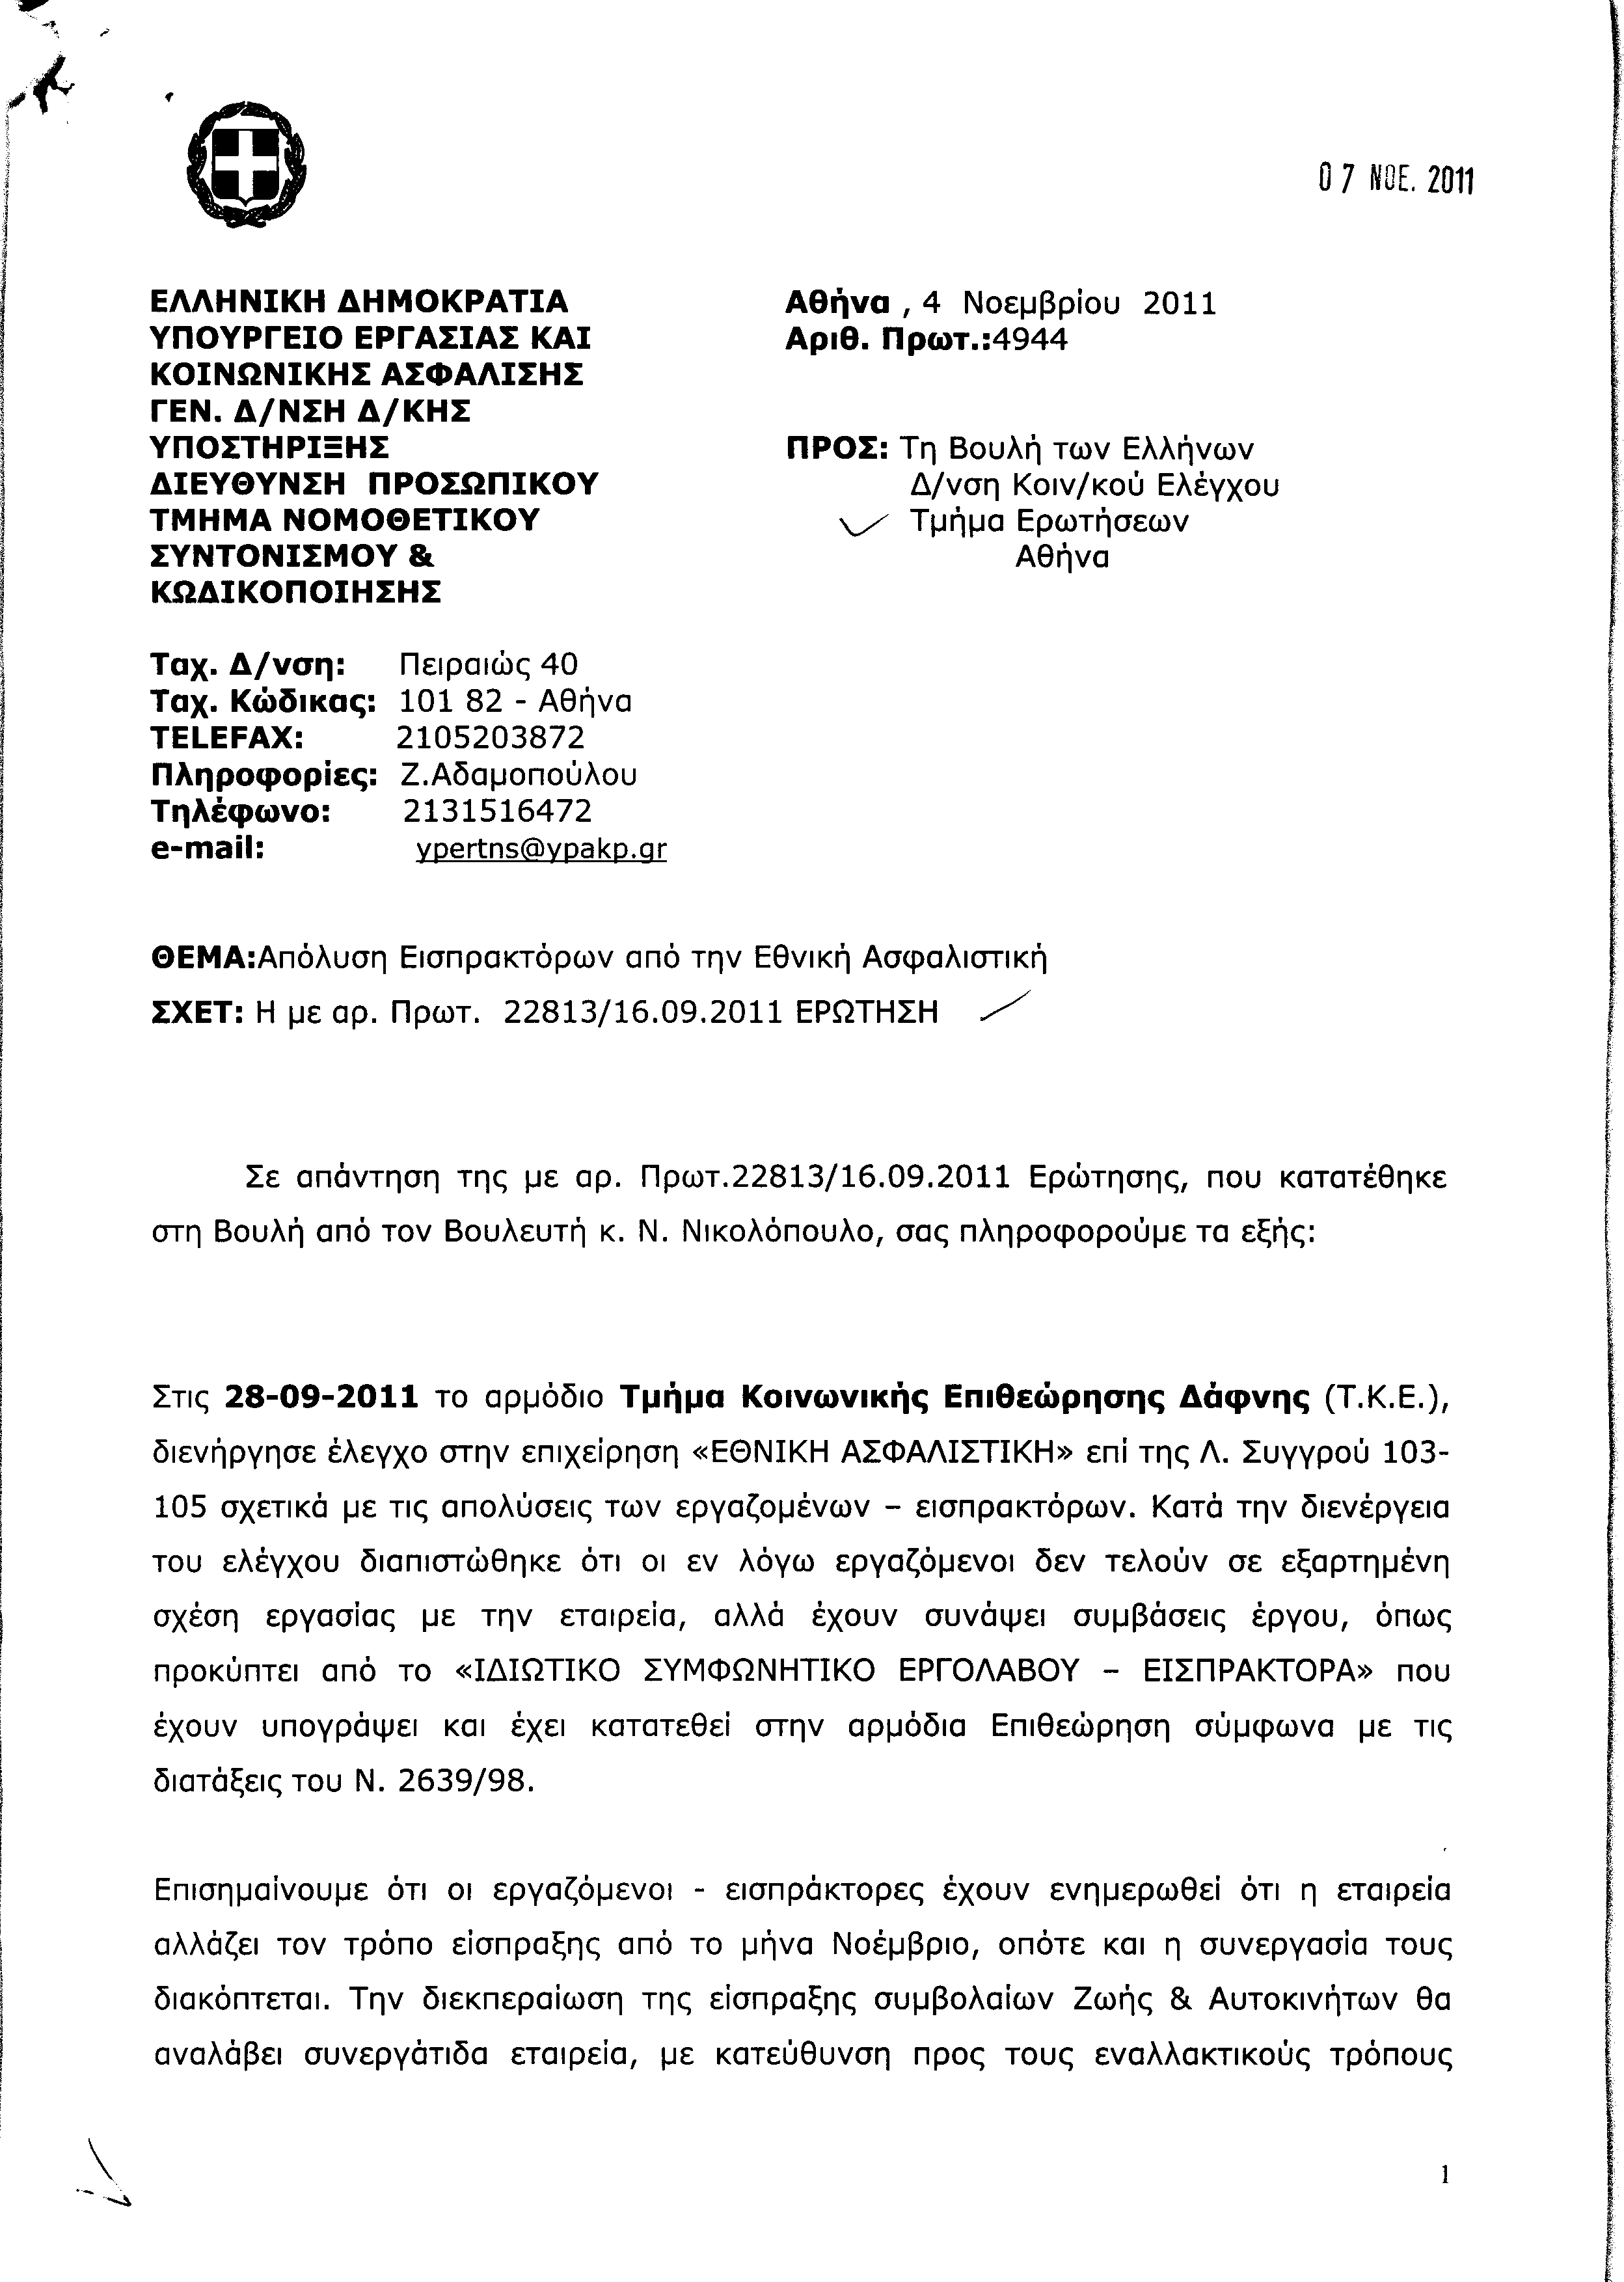 07 ΝΟΕ. 2011
ΕΛΛΗΝΙΚΗ ΔΗΜΟΚΡΑΤΙΑ
ΥΠΟΥΡΓΕΙΟ ΕΡΓΑΣΙΑΣ ΚΑΙ
ΚΟΙΝΩΝΙΚΗΣ ΑΣΦΑΛΙΣΗΣ
ΓΕΝ. Δ/ΝΣΗ Δ/ΚΗΣ
ΥΠΟΣΤΗΡΙΞΗΣ
ΔΙΕΥΘΥΝΣΗ ΠΡΟΣΩΠΙΚΟΥ
ΤΜΗΜΑ ΝΟΜΟΘΕΤΙΚΟΥ
ΣΥΝΤΟΝΙΣΜΟΥ &
ΚΩΔΙΚΟΠΟΙΗΣΗΣ
Αθήνα , 4 Νοεμβρίου 2011
Αριθ. Πρωτ.:4944
ΠΡΟΣ: Τη Βουλή των Ελλήνων
Δ/νση Κοιν/κού Ελέγχου
Τμήμα Ερωτήσεων
Αθήνα
Ταχ. Δ/νση: Πειραιώς 40
Ταχ. Κώδικας: 101 82 - Αθήνα
TELEFAX: 2105203872
Πληροφορίες: Ζ.Αδαμοπούλου
Τηλέφωνο: 2131516472
e-mail: ypertns@ypakp.gr
ΘΕΜΑ:Απόλυση Εισπρακτόρων από την Εθνική Ασφαλιστική
ΣΧΕΤ: Η με αρ. Πρωτ. 22813/16.09.2011 ΕΡΩΤΗΣΗ
Σε απάντηση της με αρ. Πρωτ.22813/16.09.2011 Ερώτησης, που κατατέθηκε
στη Βουλή από τον Βουλευτή κ. Ν. Νικολόπουλο, σας πληροφορούμε τα εξής:
Στις 28-09-2011 το αρμόδιο Τμήμα Κοινωνικής Επιθεώρησης Δάφνης (Τ.Κ.Ε.),
διενήργησε έλεγχο στην επιχείρηση «ΕΘΝΙΚΗ ΑΣΦΑΛΙΣΤΙΚΗ» επί της Λ. Συγγρού 103-
105 σχετικά με τις απολύσεις των εργαζομένων – εισπρακτόρων. Κατά την διενέργεια
του ελέγχου διαπιστώθηκε ότι οι εν λόγω εργαζόμενοι δεν τελούν σε εξαρτημένη
σχέση εργασίας με την εταιρεία, αλλά έχουν συνάψει συμβάσεις έργου, όπως
προκύπτει από το «ΙΔΙΩΤΙΚΟ ΣΥΜΦΩΝΗΤΙΚΟ ΕΡΓΟΛΑΒΟΥ – ΕΙΣΠΡΑΚΤΟΡΑ» που
έχουν υπογράψει και έχει κατατεθεί στην αρμόδια Επιθεώρηση σύμφωνα με τις
διατάξεις του Ν. 2639/98.
Επισημαίνουμε ότι οι εργαζόμενοι - εισπράκτορες έχουν ενημερωθεί ότι η εταιρεία
αλλάζει τον τρόπο είσπραξης από το μήνα Νοέμβριο, οπότε και η συνεργασία τους
διακόπτεται. Την διεκπεραίωση της είσπραξης συμβολαίων Ζωής & Αυτοκινήτων θα
αναλάβει συνεργάτιδα εταιρεία, με κατεύθυνση προς τους εναλλακτικούς τρόπους
1